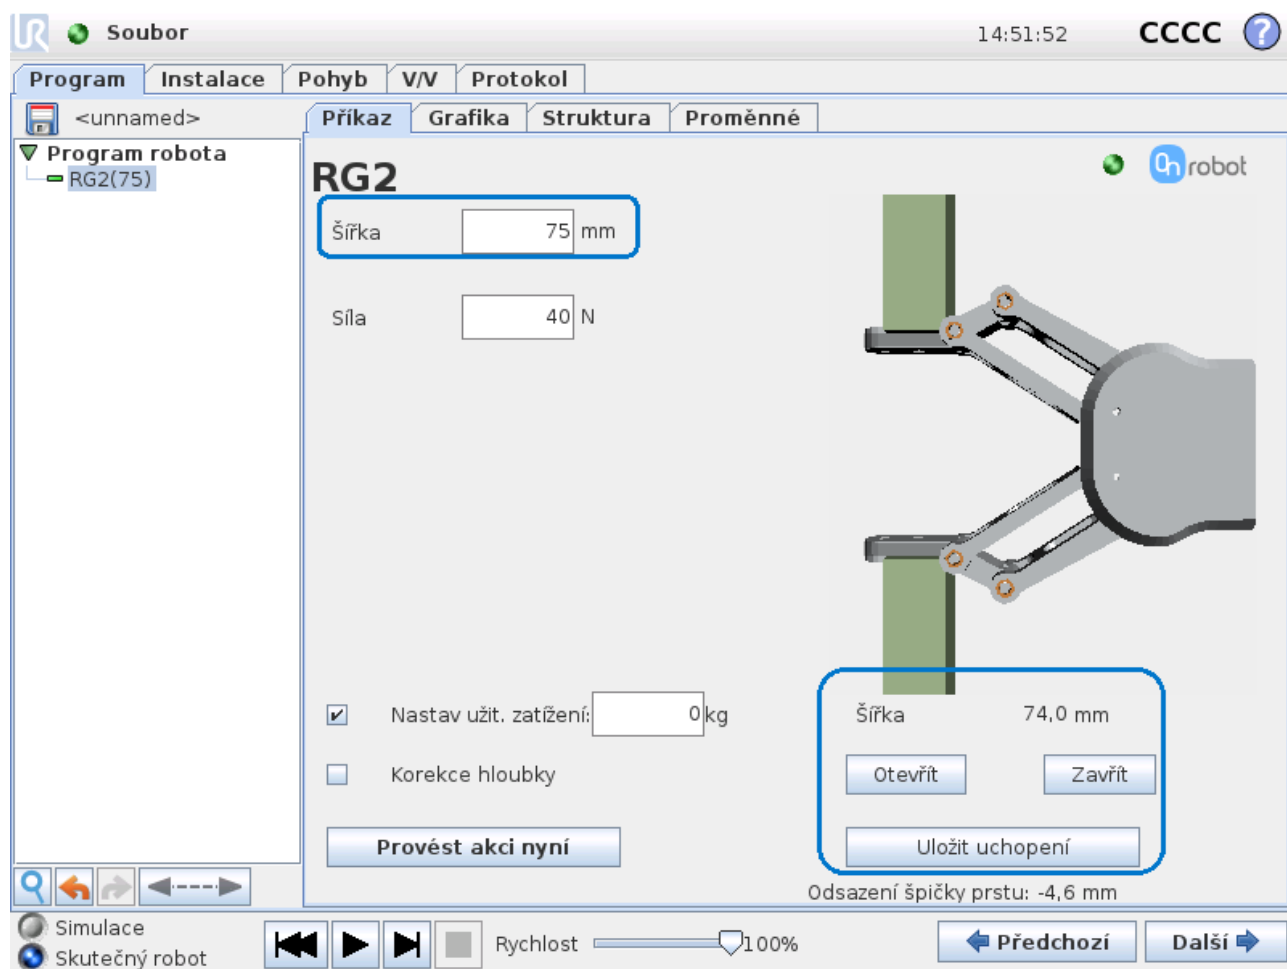 UR Soubor 14:51:52 CCCC ?
Program Instalace Pohyb V/V Protokol
<unnamed> Příkaz Grafika Struktura Proměnné
Program robota
RG2(75)
RG2
On robot
Šířka 75 mm
Síla 40 N
Nastav užit. zatížení: 0 kg
Šířka 74,0 mm
Korekce hloubky
Otevřít Zavřít
Provést akci nyní
Uložit uchopení
Odsazení špičky prstu: -4,6 mm
Simulace
Skutečný robot
Rychlost 100%
Předchozí Další